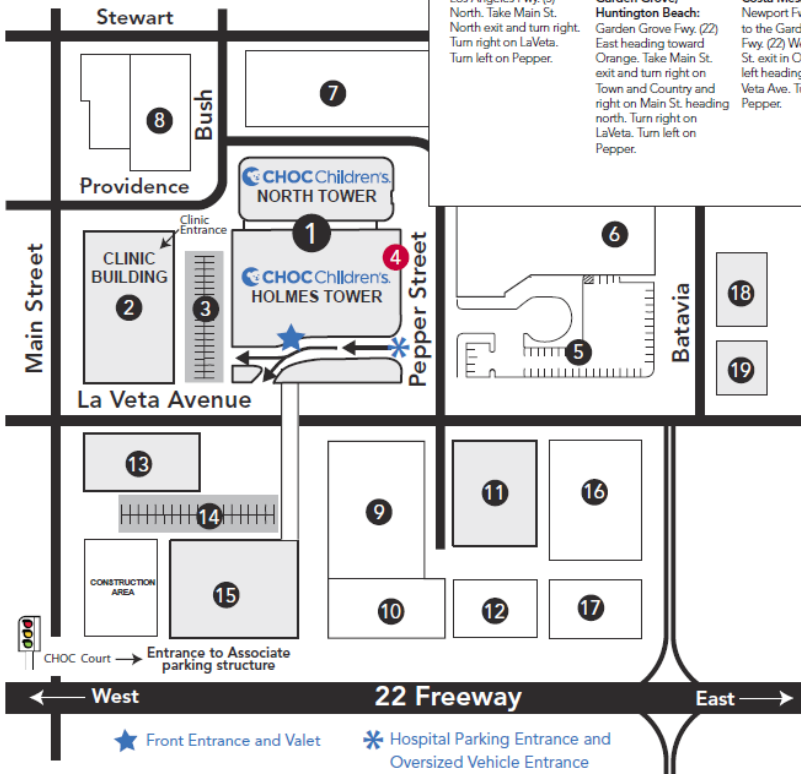 Stewart
North. Take Main St.
North exit and turn right.
Turn right on LaVeta.
Turn left on Pepper.
Huntington Beach:
Garden Grove Fwy. (22)
East heading toward
Orange. Take Main St.
exit and turn right on
Town and Country and
right on Main St. heading
north. Turn right on
LaVeta. Turn left on
Pepper.
Newport
to the
Fwy. (22)
St. exit in
left heading
Veta Ave.
Pepper.
7
8
Bush
Providence
CHOC Children's.
NORTH TOWER
Clinic
Entrance
1
Main Street
CLINIC
BUILDING
2
3
CHOC Children's.
HOLMES TOWER
4
Pepper Street
6
5
Batavia
18
19
La Veta Avenue
13
14
9
11
16
CONSTRUCTION
AREA
15
10
12
17
CHOC Court
Entrance to Associate
parking structure
West
22 Freeway
East
Front Entrance and Valet
Hospital Parking Entrance and
Oversized Vehicle Entrance